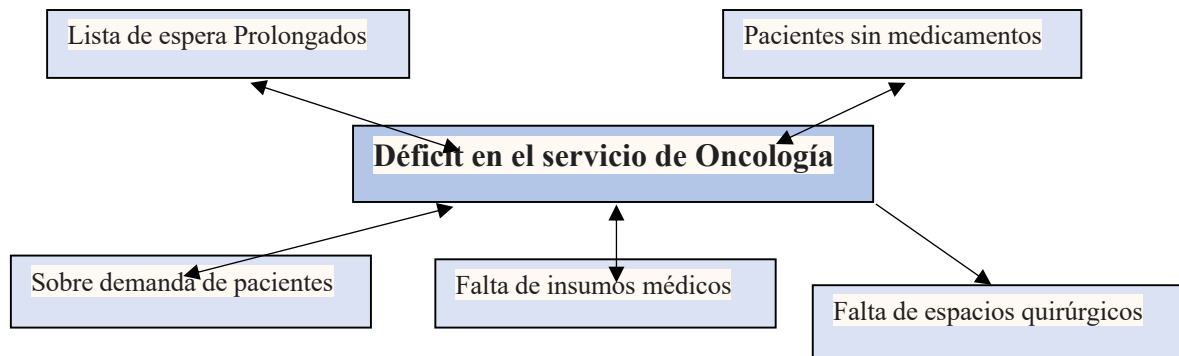 Lista de espera Prolongados
Pacientes sin medicamentos
Déficit en el servicio de Oncología
Sobre demanda de pacientes
Falta de insumos médicos
Falta de espacios quirúrgicos